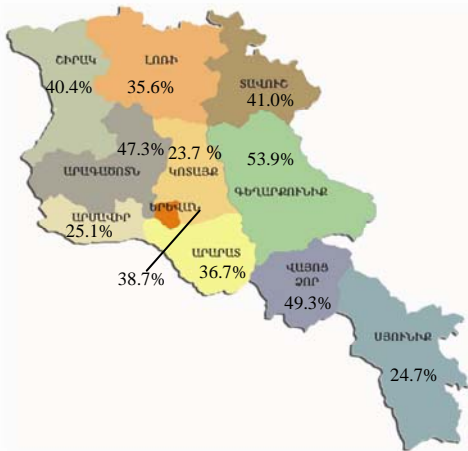 ՇԻՐԱԿ
40.4%
ԼՈՌԻ
35.6%
ՏԱՎՈՒՇ
41.0%
47.3%
ԱՐԱԳԱԾՈՏՆ
23.7 %
ԿՈՏԱՅՔ
53.9%
ԳԵՂԱՐՔՈՒՆԻՔ
ԱՐՄԱՎԻՐ
25.1%
ԵՐԵՎԱՆ
38.7%
ԱՐԱՐԱՏ
36.7%
ՎԱՅՈՑ
ՁՈՐ
49.3%
ՍՅՈՒՆԻՔ
24.7%